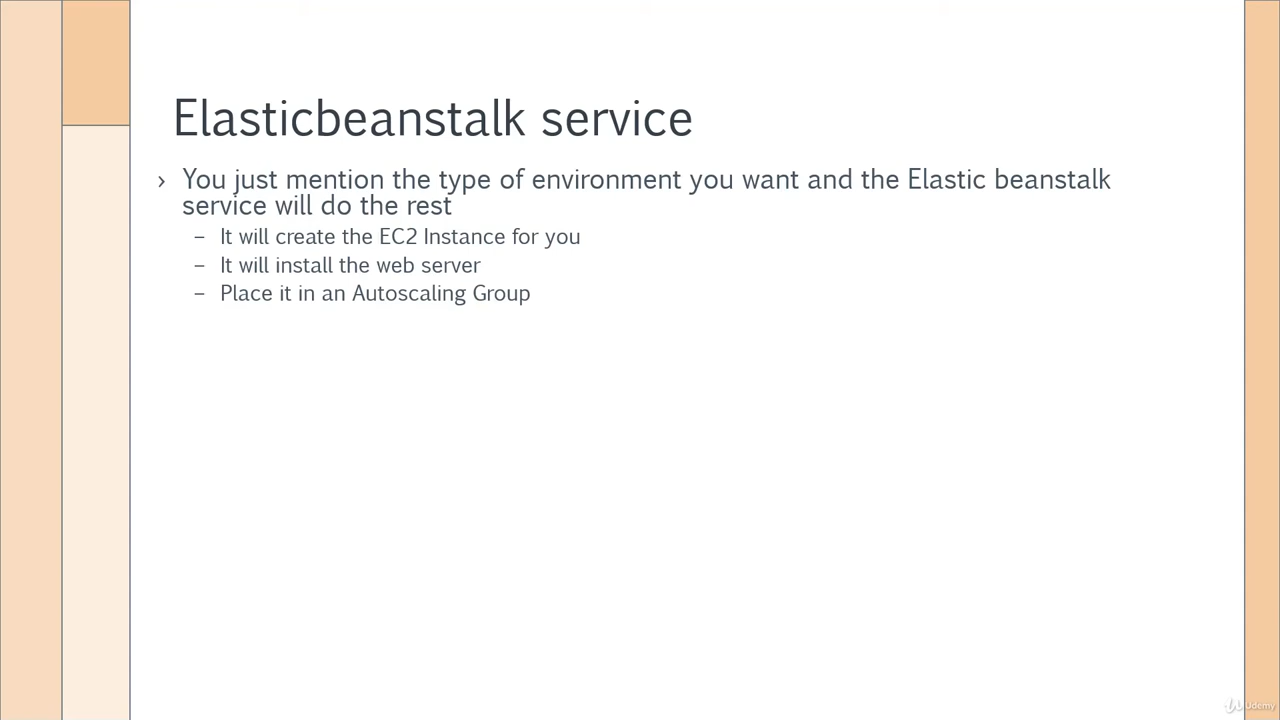 Elasticbeanstalk service
› You just mention the type of environment you want and the Elastic beanstalk
service will do the rest
– It will create the EC2 Instance for you
– It will install the web server
– Place it in an Autoscaling Group
Udemy